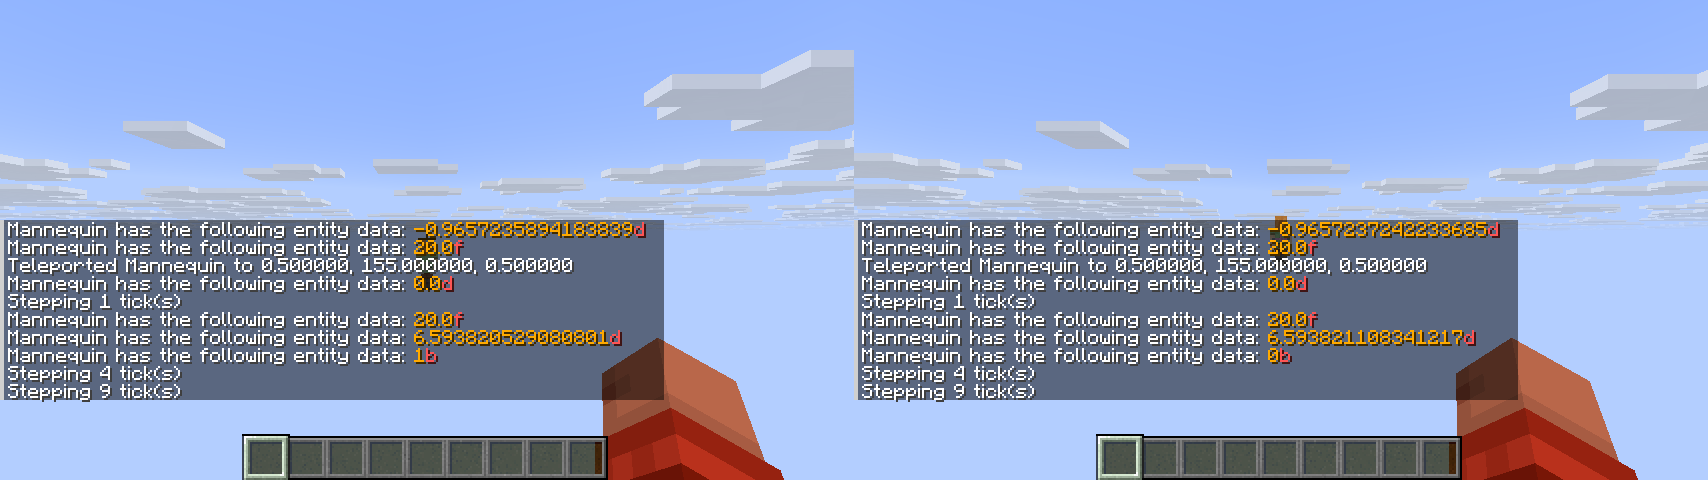 Mannequin has the following entity data: -0.9657235894183839d
Mannequin has the following entity data: 20.0f
Teleported Mannequin to 0.500000, 155.000000, 0.500000
Mannequin has the following entity data: 0.0d
Stepping 1 tick(s)
Mannequin has the following entity data: 20.0f
Mannequin has the following entity data: 6.593820529080801d
Mannequin has the following entity data: 1b
Stepping 4 tick(s)
Stepping 9 tick(s)
Mannequin has the following entity data: -0.9657237242233685d
Mannequin has the following entity data: 20.0f
Teleported Mannequin to 0.500000, 155.000000, 0.500000
Mannequin has the following entity data: 0.0d
Stepping 1 tick(s)
Mannequin has the following entity data: 20.0f
Mannequin has the following entity data: 6.593821108341217d
Mannequin has the following entity data: 0b
Stepping 4 tick(s)
Stepping 9 tick(s)